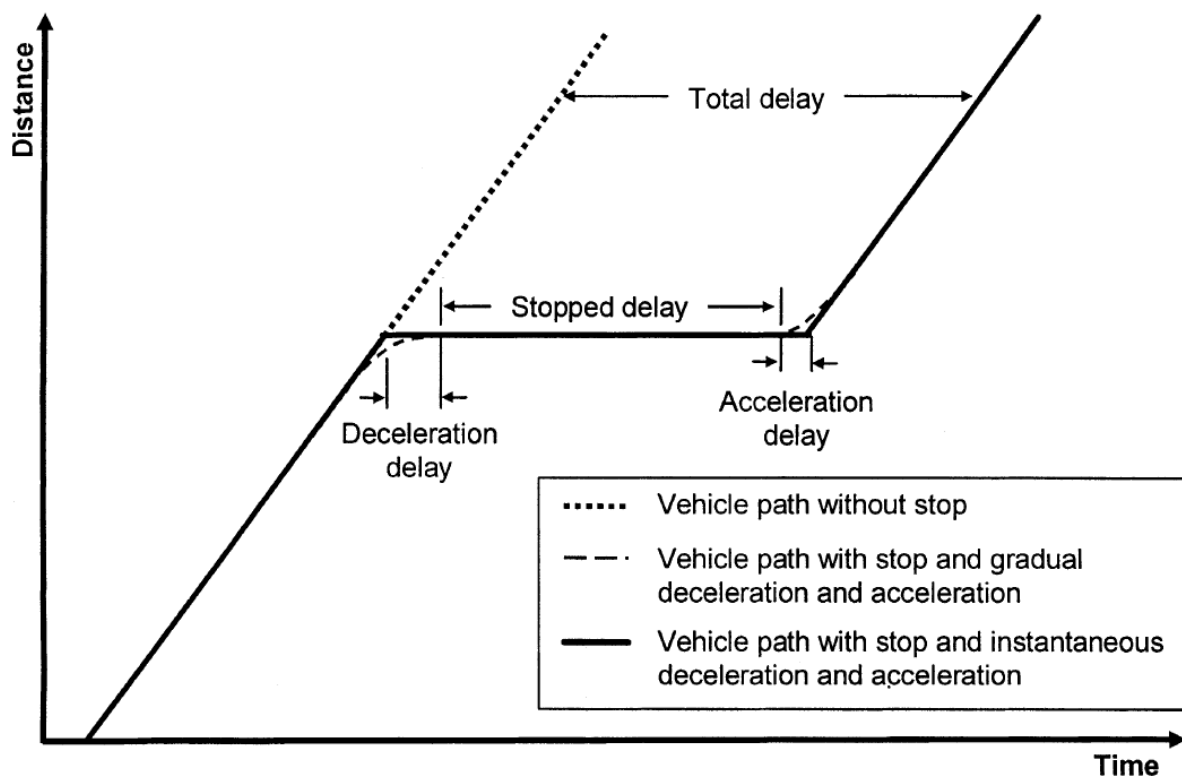 Distance
Total delay
Stopped delay
Deceleration
delay
Acceleration
delay
Vehicle path without stop
Vehicle path with stop and gradual
deceleration and acceleration
Vehicle path with stop and instantaneous
deceleration and acceleration
Time